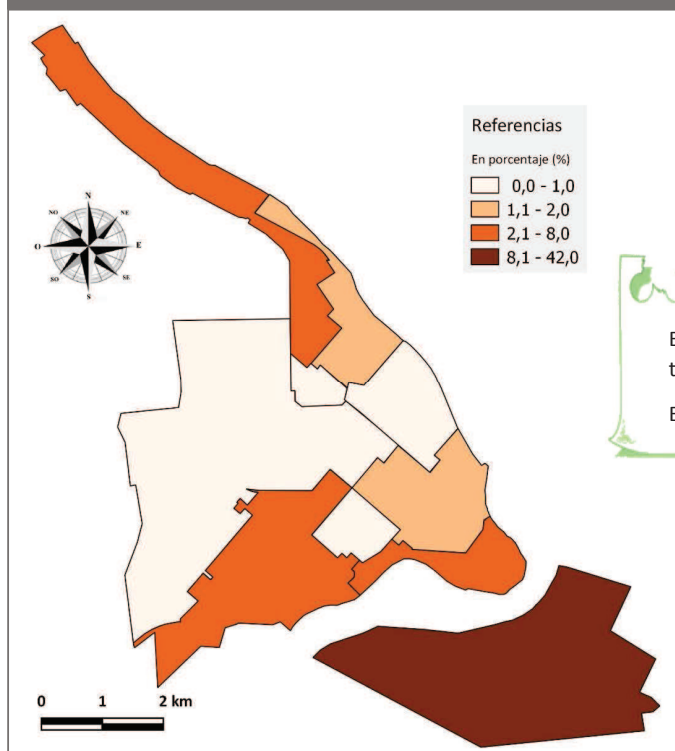 Referencias
En porcentaje (%)
0,0 - 1,0
1,1 - 2,0
2,1 - 8,0
8,1 - 42,0
N
NO
NE
O
E
SO
SE
S
E
t
E
0 1 2 km